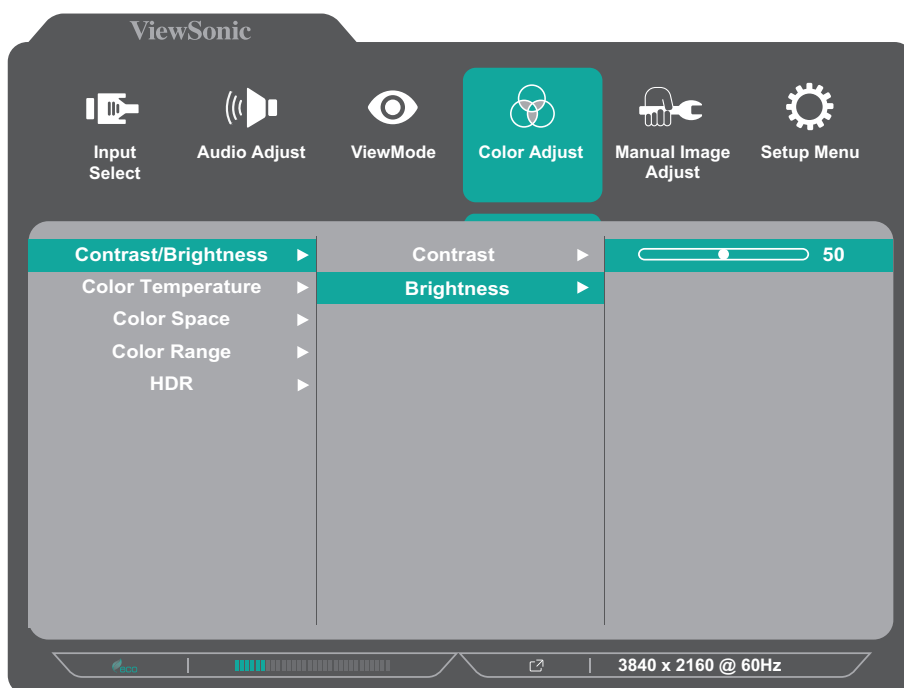 ViewSonic
Input
Select
Audio Adjust
ViewMode
Color Adjust
Manual Image
Adjust
Setup Menu
Contrast/Brightness
Contrast
50
Color Temperature
Brightness
Color Space
Color Range
HDR
eco
3840 x 2160 @ 60Hz